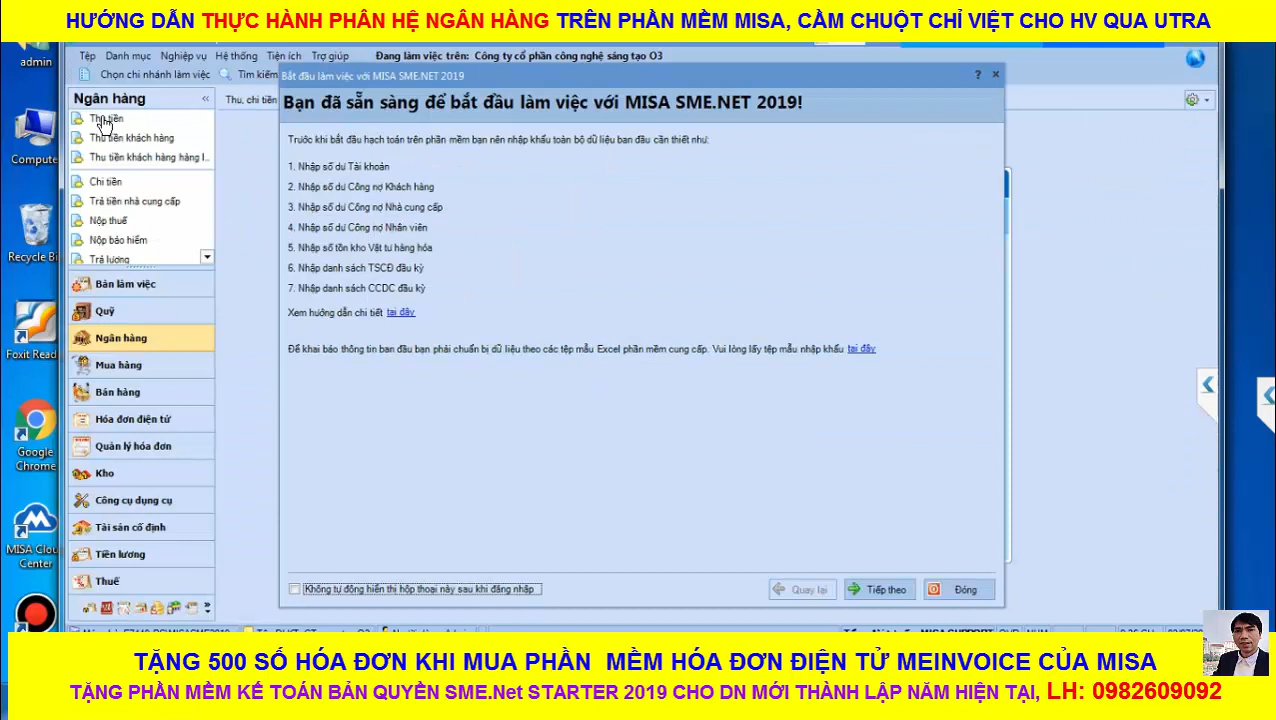 HƯỚNG DẪN THỰC HÀNH PHÂN HỆ NGÂN HÀNG TRÊN PHẦN MỀM MISA, CẦM CHUỘT CHỈ VIỆT CHO HV QUA UTRA
admin
Tệp Danh mục Nghiệp vụ Hệ thống Tiện ích Trợ giúp Đang làm việc trên: Công ty cổ phần công nghệ sáng tạo O3
Chọn chi nhánh làm việc Tìm kiếm
Bắt đầu làm việc với MISA SME.NET 2019
Ngân hàng
Thu, chi tiền
Bạn đã sẵn sàng để bắt đầu làm việc với MISA SME.NET 2019!
Thu tiền
Thu tiền khách hàng
Thu tiền khách hàng hàng l...
Chi tiền
Trả tiền nhà cung cấp
Nộp thuế
Nộp bảo hiểm
Trả lương
Trước khi bắt đầu hạch toán trên phần mềm bạn nên nhập khẩu toàn bộ dữ liệu ban đầu cần thiết như:
1. Nhập số dư Tài khoản
2. Nhập số dư Công nợ Khách hàng
3. Nhập số dư Công nợ Nhà cung cấp
4. Nhập số dư Công nợ Nhân viên
5. Nhập số tồn kho Vật tư hàng hóa
6. Nhập danh sách TSCĐ đầu kỳ
7. Nhập danh sách CCDC đầu kỳ
Xem hướng dẫn chi tiết tại đây
Để khai báo thông tin ban đầu bạn phải chuẩn bị dữ liệu theo các tệp mẫu Excel phần mềm cung cấp. Vui lòng lấy tệp mẫu nhập khẩu tại đây
Compute
Recycle Bi
Foxit Read
Google
Chrome
MISA Clou
Center
Bàn làm việc
Quỹ
Ngân hàng
Mua hàng
Bán hàng
Hóa đơn điện tử
Quản lý hóa đơn
Kho
Công cụ dụng cụ
Tài sản cố định
Tiền lương
Thuế
Không tự động hiển thị hộp thoại này sau khi đăng nhập
Quay lại Tiếp theo Đóng
TẶNG 500 SỐ HÓA ĐƠN KHI MUA PHẦN MỀM HÓA ĐƠN ĐIỆN TỬ MEINVOICE CỦA MISA
TẶNG PHẦN MỀM KẾ TOÁN BẢN QUYỀN SME.Net STARTER 2019 CHO DN MỚI THÀNH LẬP NĂM HIỆN TẠI, LH: 0982609092